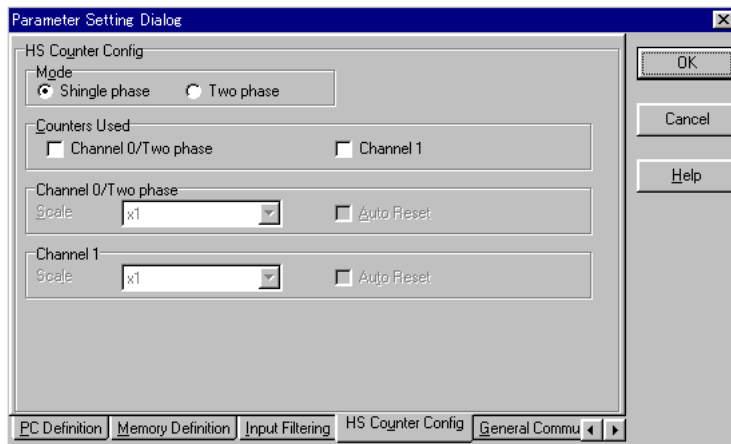 Parameter Setting Dialog
HS Counter Config
Mode
Shingle phase Two phase
Counters Used
Channel 0/Two phase Channel 1
Channel 0/Two phase
Scale x1 Auto Reset
Channel 1
Scale x1 Auto Reset
OK
Cancel
Help
PC Definition Memory Definition Input Filtering HS Counter Config General Commu